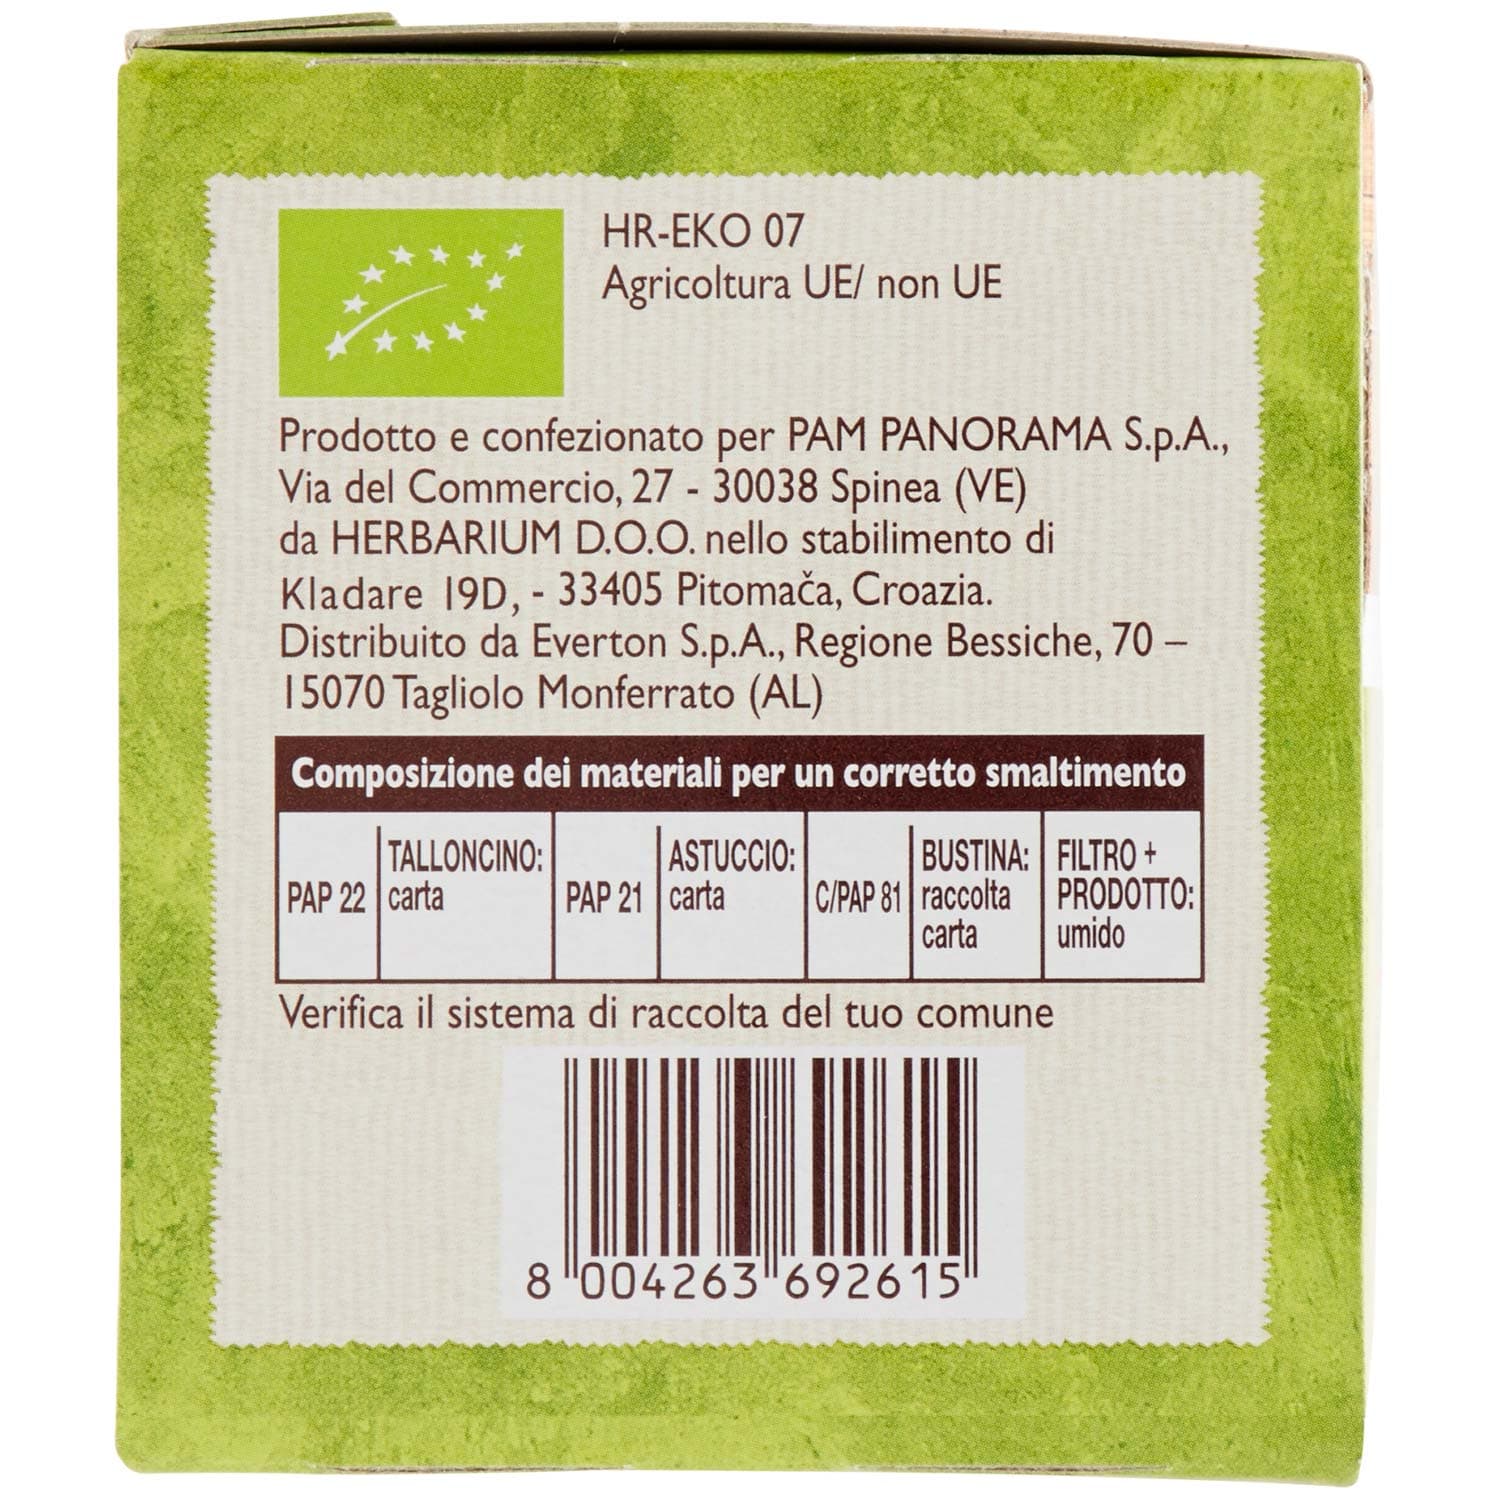 HR-EKO 07
Agricoltura UE/ non UE
Prodotto e confezionato per PAM PANORAMA S.p.A.,
Via del Commercio, 27 - 30038 Spinea (VE)
da HERBARIUM D.O.O. nello stabilimento di
Kladare 19D, - 33405 Pitomača, Croazia.
Distribuito da Everton S.p.A., Regione Bessiche, 70 –
15070 Tagliolo Monferrato (AL)
Composizione dei materiali per un corretto smaltimento
PAP 22
TALLONCINO:
carta
PAP 21
ASTUCCIO:
carta
C/PAP 81
BUSTINA:
raccolta
carta
FILTRO +
PRODOTTO:
umido
Verifica il sistema di raccolta del tuo comune
8 004263 692615